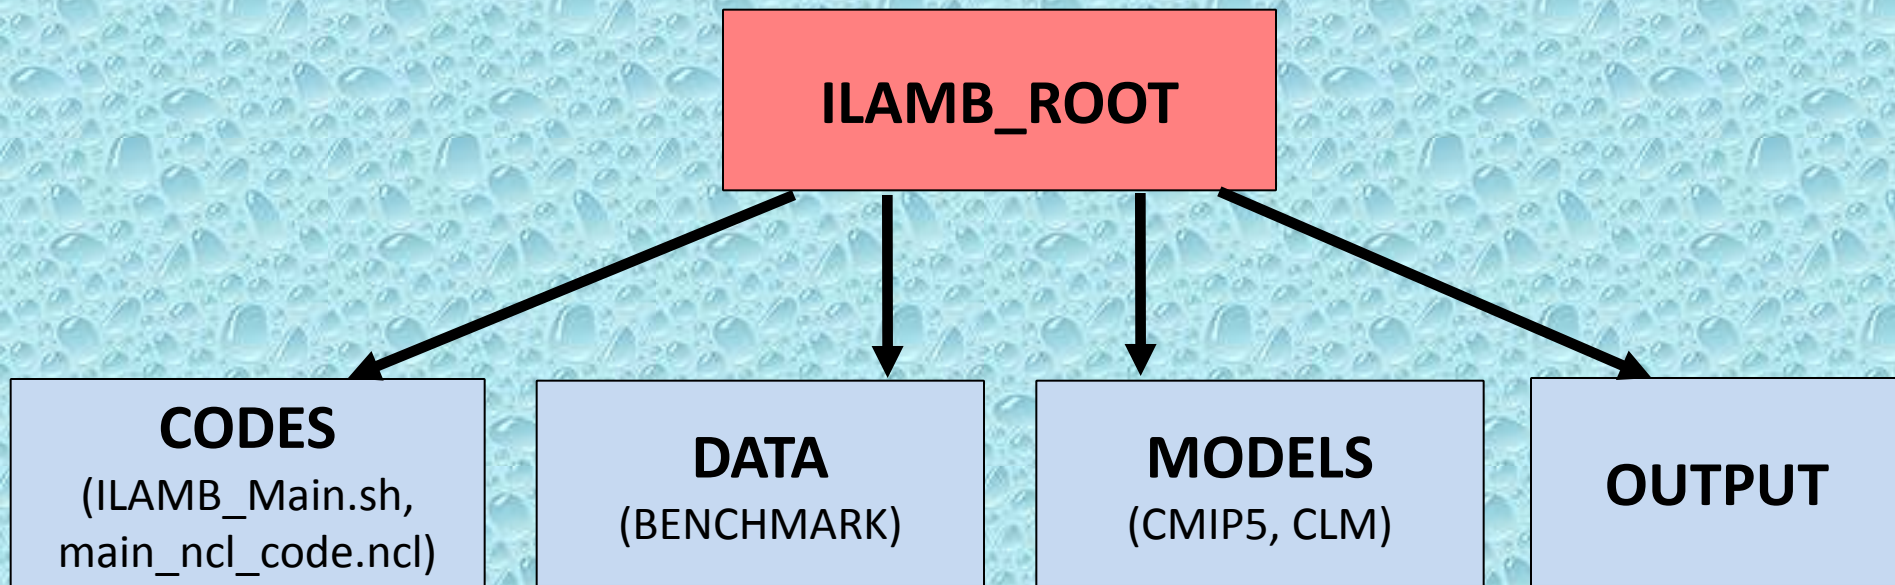 ILAMB_ROOT
CODES
(ILAMB_Main.sh,
main_ncl_code.ncl)
DATA
(BENCHMARK)
MODELS
(CMIP5, CLM)
OUTPUT